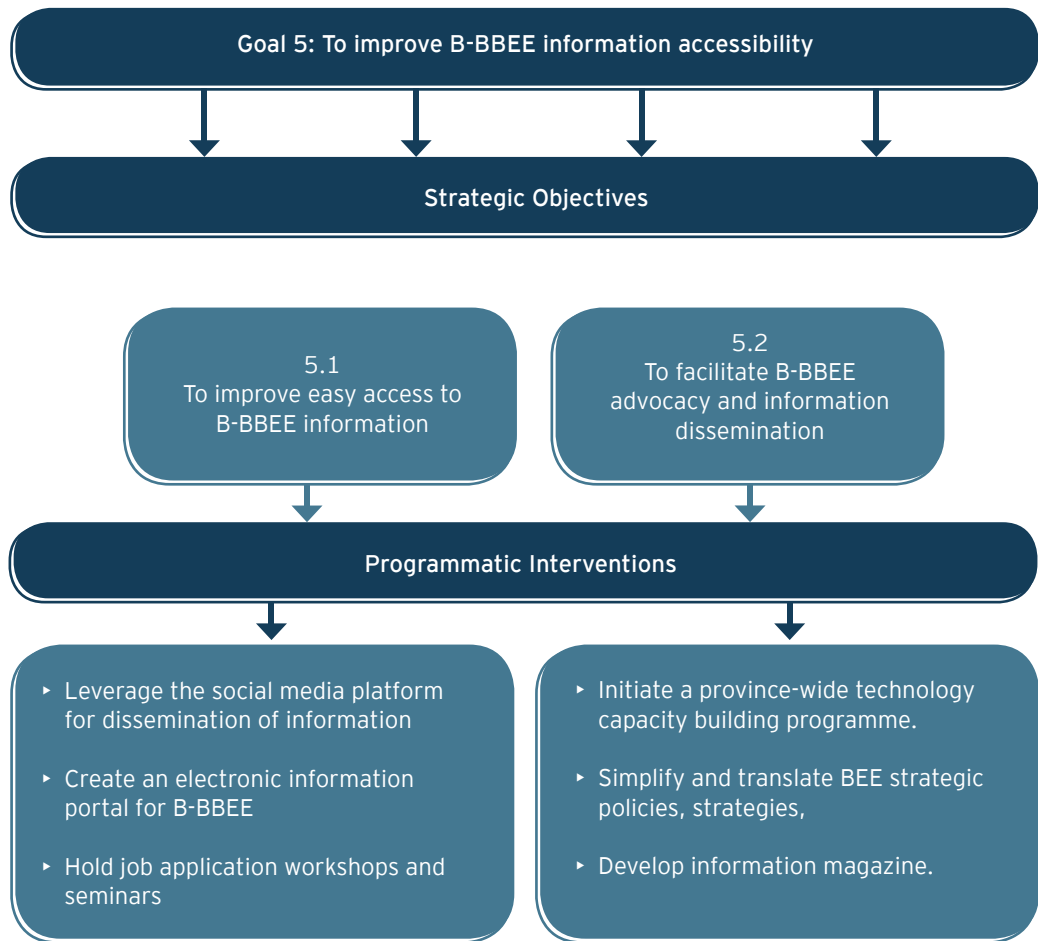 Goal 5: To improve B-BBEE information accessibility
Strategic Objectives
5.1
To improve easy access to
B-BBEE information
5.2
To facilitate B-BBEE
advocacy and information
dissemination
Programmatic Interventions
‣ Leverage the social media platform
for dissemination of information
‣ Create an electronic information
portal for B-BBEE
‣ Hold job application workshops and
seminars
‣ Initiate a province-wide technology
capacity building programme.
‣ Simplify and translate BEE strategic
policies, strategies,
‣ Develop information magazine.